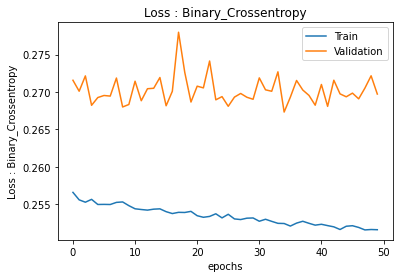 Loss : Binary_Crossentropy
Train
Validation
Loss : Binary_Crossentropy
0.275
0.270
0.265
0.260
0.255
0 10 20 30 40 50
epochs